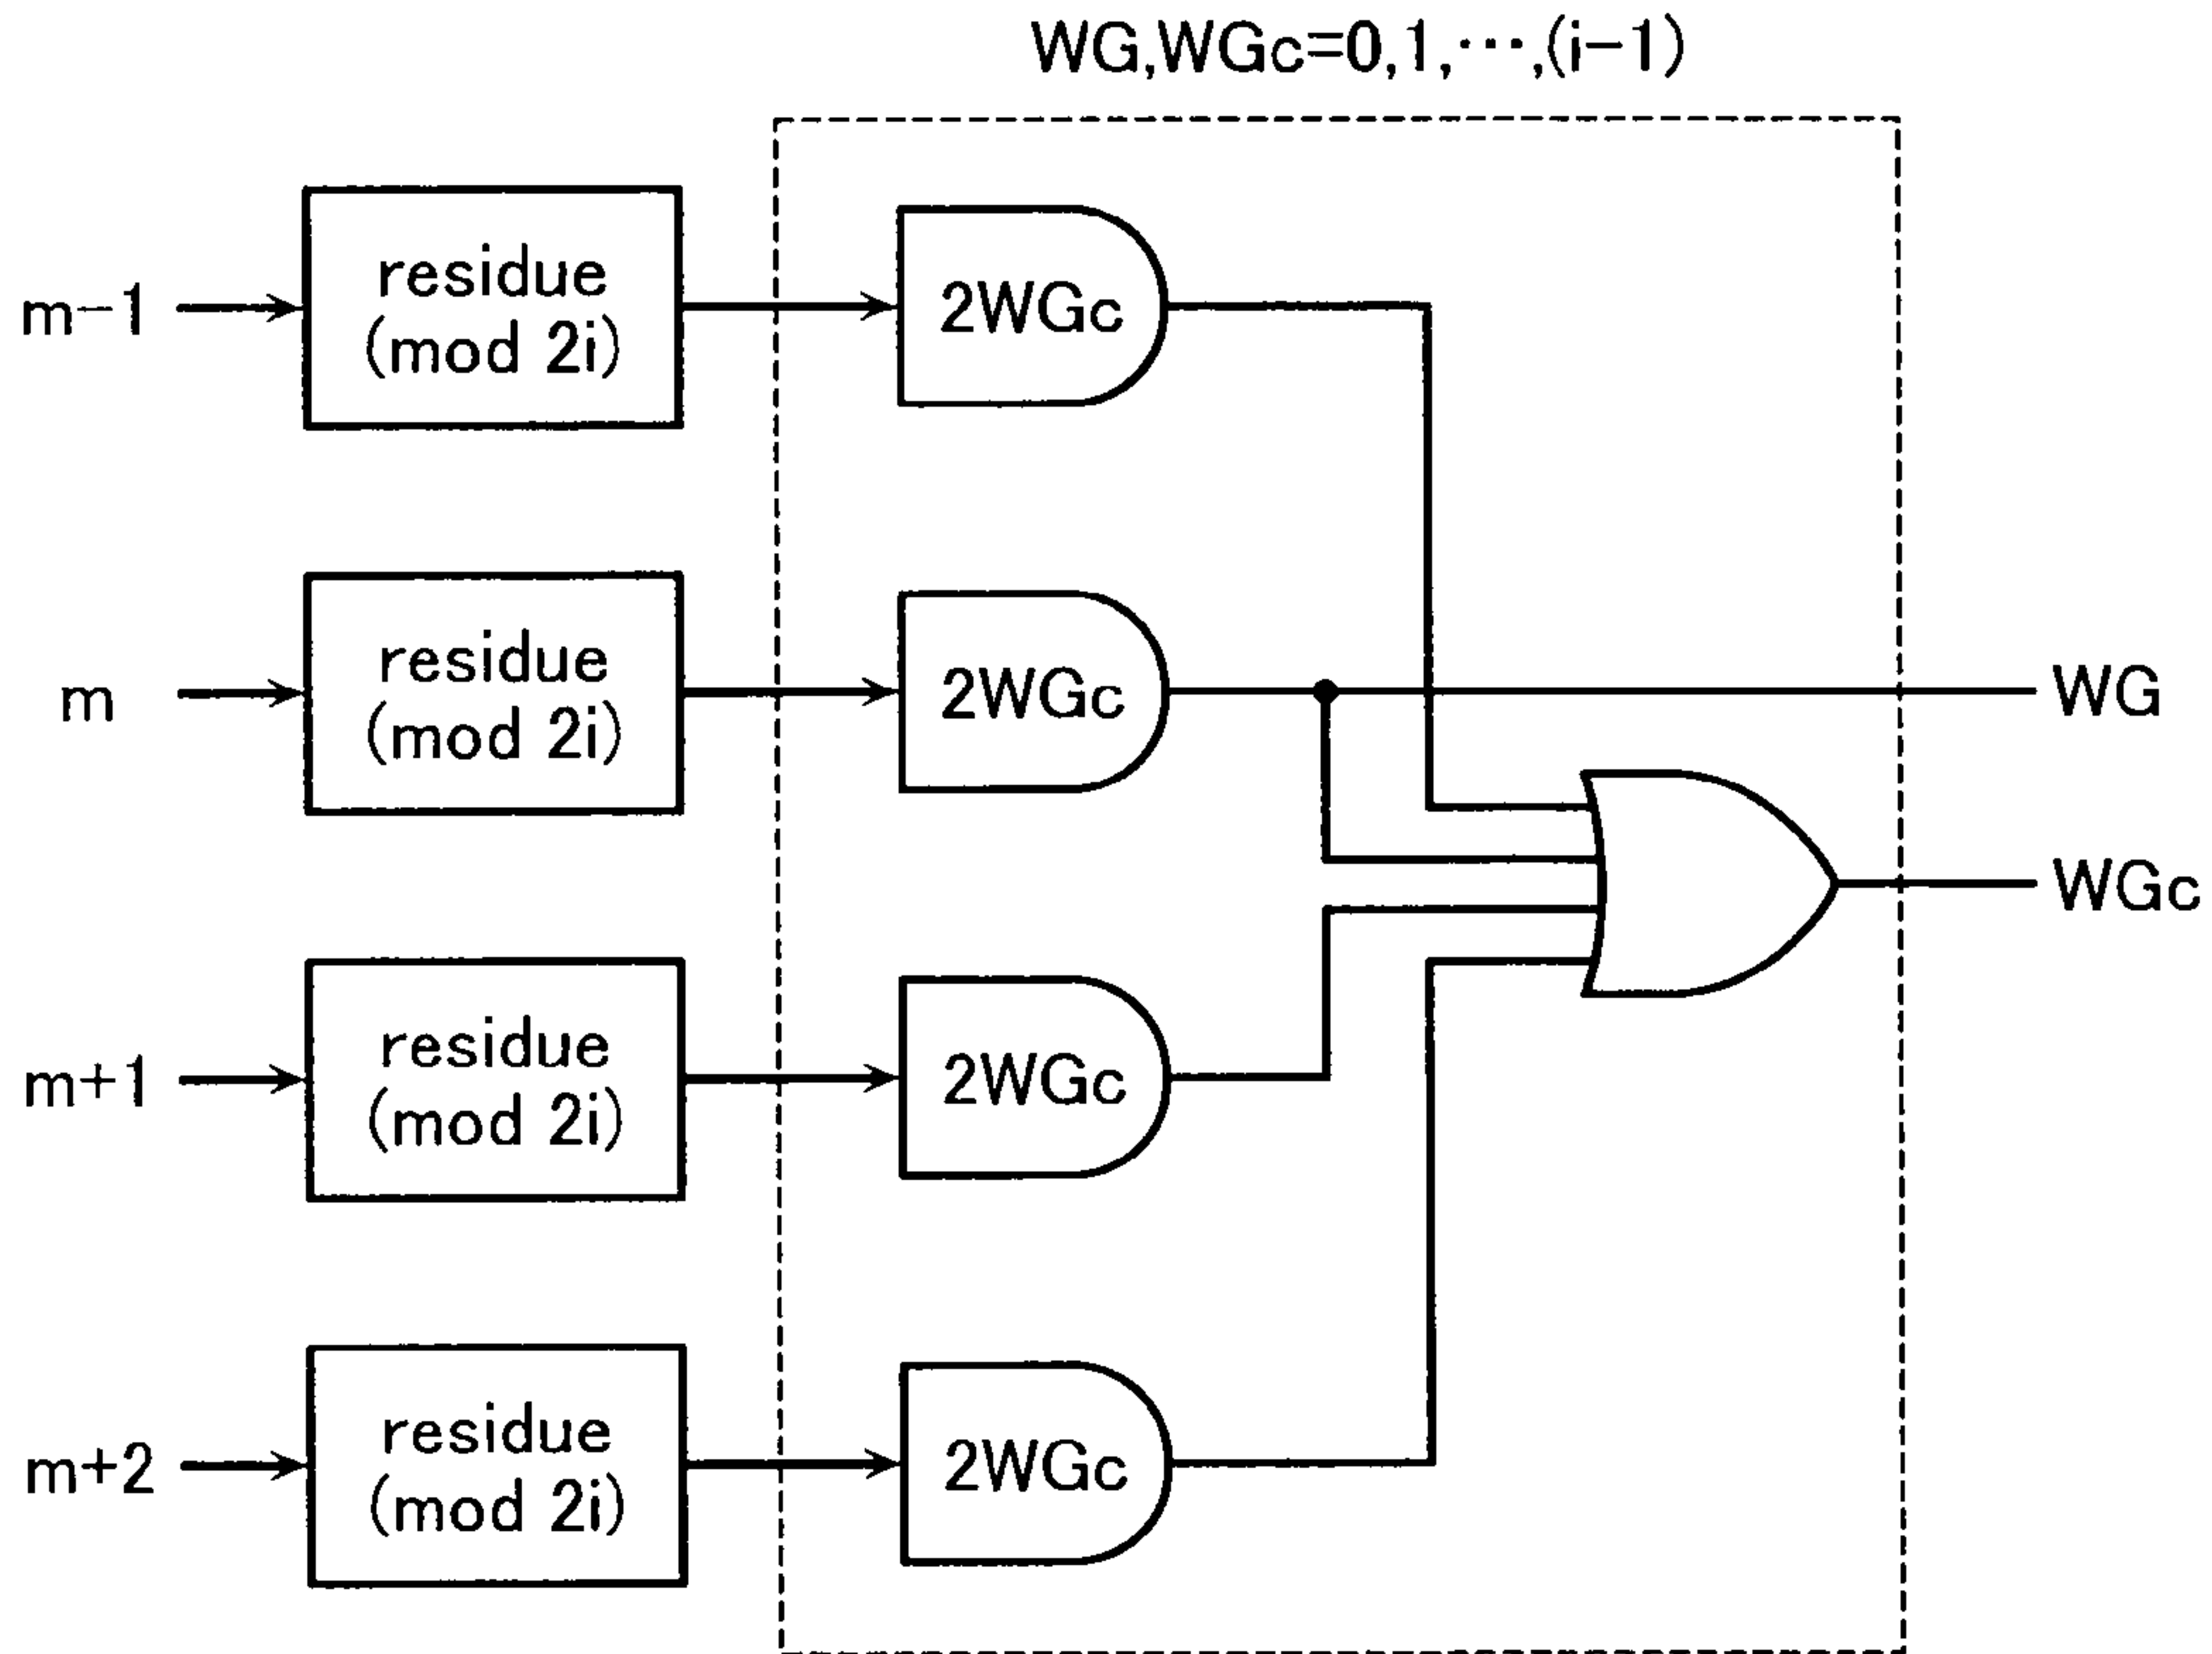 WG,WGc=0,1,⋯,(i−1)
m−1
residue
(mod 2i)
2WGc
m
residue
(mod 2i)
2WGc
WG
WGc
m+1
residue
(mod 2i)
2WGc
m+2
residue
(mod 2i)
2WGc